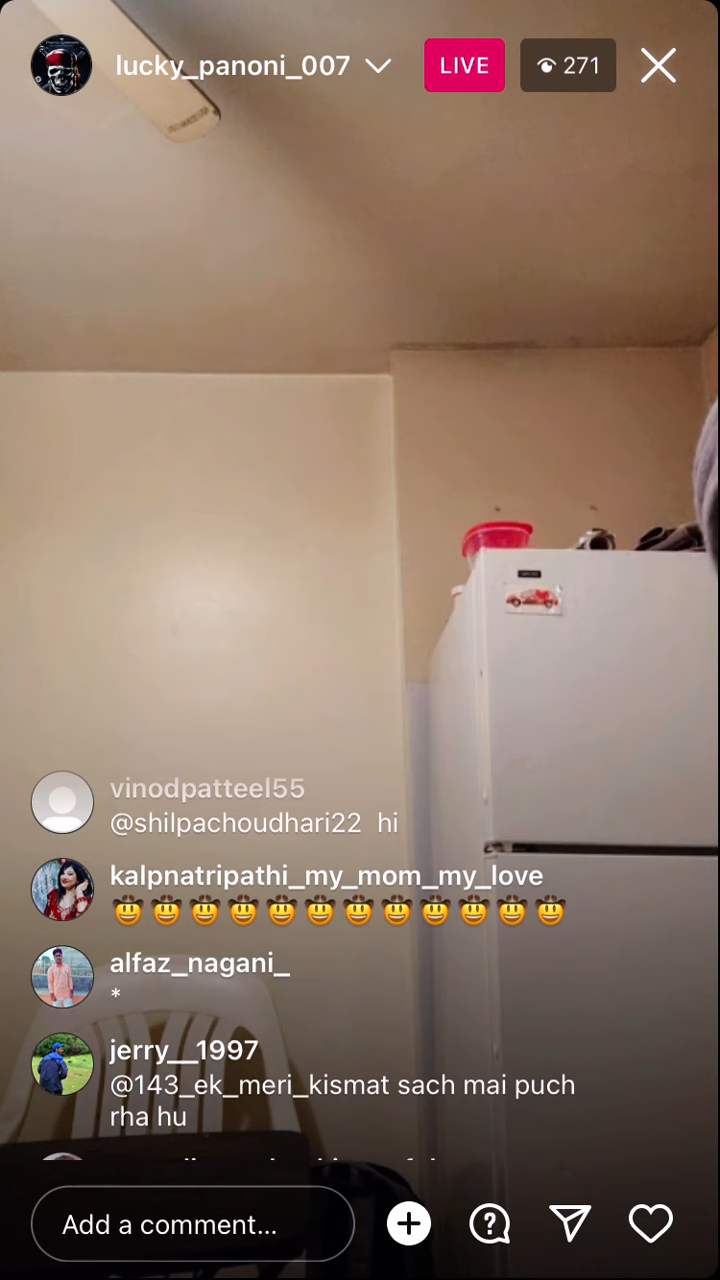 lucky_panoni_007
LIVE
271
vinodpatteel55
@shilpachoudhari22 hi
kalpnatripathi_my_mom_my_love
🤠🤠🤠🤠🤠🤠🤠🤠🤠🤠🤠🤠
alfaz_nagani_
*
jerry__1997
@143_ek_meri_kismat sach mai puch
rha hu
Add a comment...